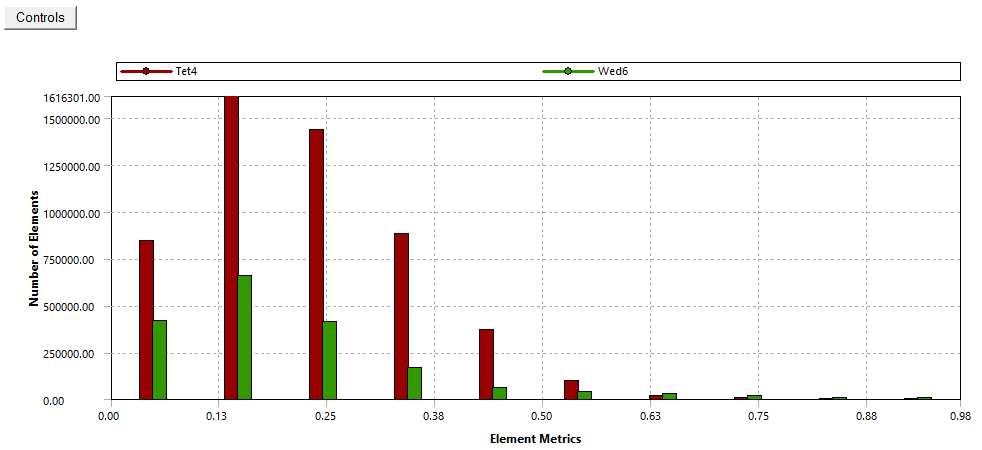 Controls
Tet4
Wed6
1616301.00
1500000.00
1250000.00
1000000.00
750000.00
500000.00
250000.00
0.00
Number of Elements
0.00 0.13 0.25 0.38 0.50 0.63 0.75 0.88 0.98
Element Metrics